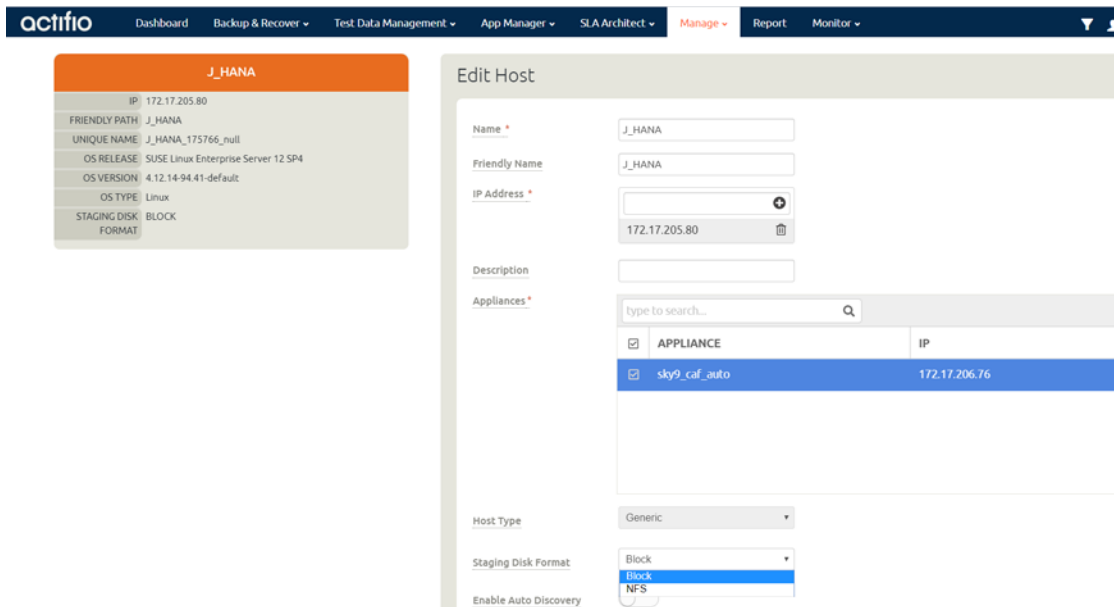 actifio Dashboard Backup & Recover Test Data Management App Manager SLA Architect Manage Report Monitor
J_HANA
IP 172.17.205.80
FRIENDLY PATH J_HANA
UNIQUE NAME J_HANA_175766_null
OS RELEASE SUSE Linux Enterprise Server 12 SP4
OS VERSION 4.12.14-94.41-default
OS TYPE Linux
STAGING DISK BLOCK
FORMAT
Edit Host
Name * J_HANA
Friendly Name J_HANA
IP Address *
172.17.205.80
Description
Appliances *
type to search...
APPLIANCE IP
sky9_caf_auto 172.17.206.76
Host Type Generic
Staging Disk Format Block
Block
NFS
Enable Auto Discovery